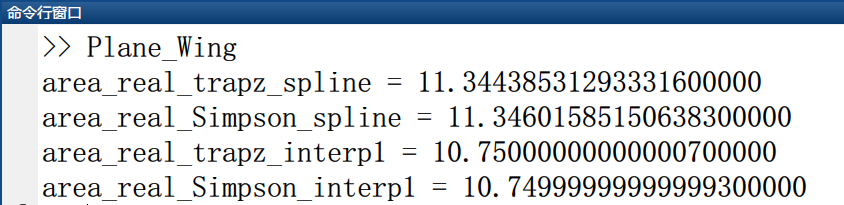 命令行窗口
>> Plane_Wing
area_real_trapz_spline = 11.34438531293331600000
area_real_Simpson_spline = 11.34601585150638300000
area_real_trapz_interp1 = 10.75000000000000700000
area_real_Simpson_interp1 = 10.74999999999999300000